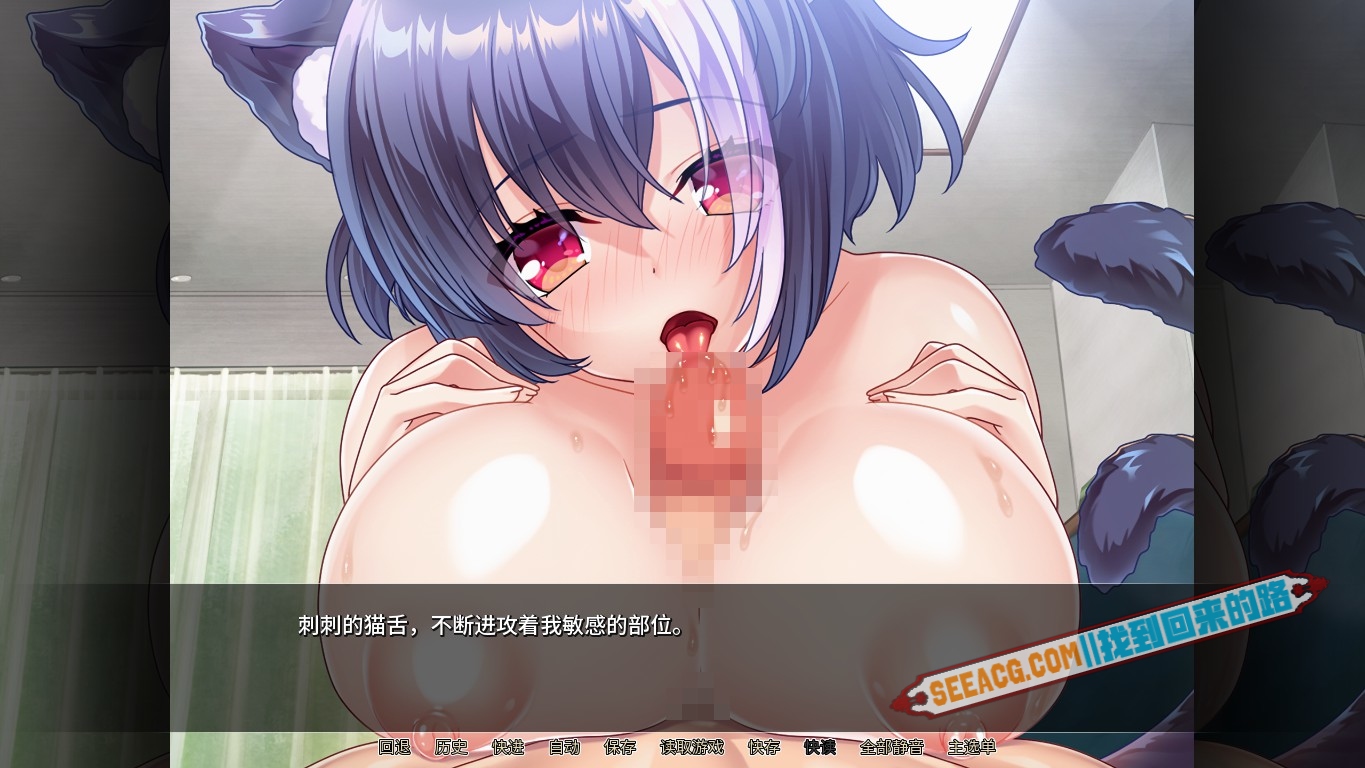 刺刺的猫舌，不断进攻着我敏感的部位。
SEEACG.COM||找到回来的路
回退 历史 快进 自动 保存 读取游戏 快存 快读 全部静音 主选单